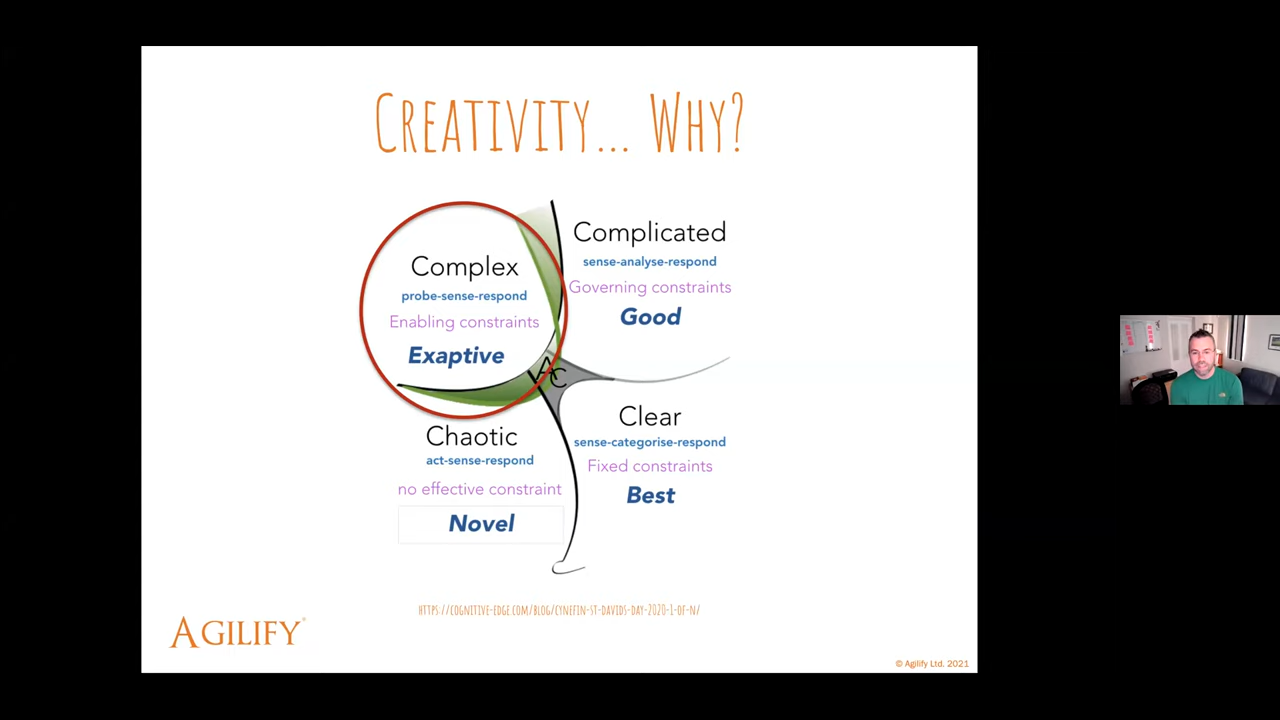 CREATIVITY... WHY?
Complex
probe-sense-respond
Enabling constraints
Exaptive
Complicated
sense-analyse-respond
Governing constraints
Good
A
C
Chaotic
act-sense-respond
no effective constraint
Novel
Clear
sense-categorise-respond
Fixed constraints
Best
HTTPS://COGNITIVE-EDGE.COM/BLOG/CYNEFIN-ST-DAVIDS-DAY-2020-1-OF-N/
AGILIFY®
© Agilify Ltd. 2021